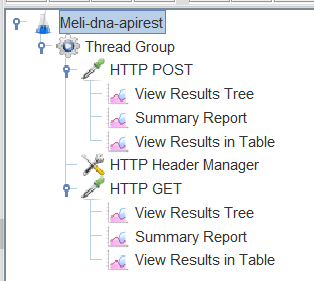 Meli-dna-apirest
Thread Group
HTTP POST
View Results Tree
Summary Report
View Results in Table
HTTP Header Manager
HTTP GET
View Results Tree
Summary Report
View Results in Table